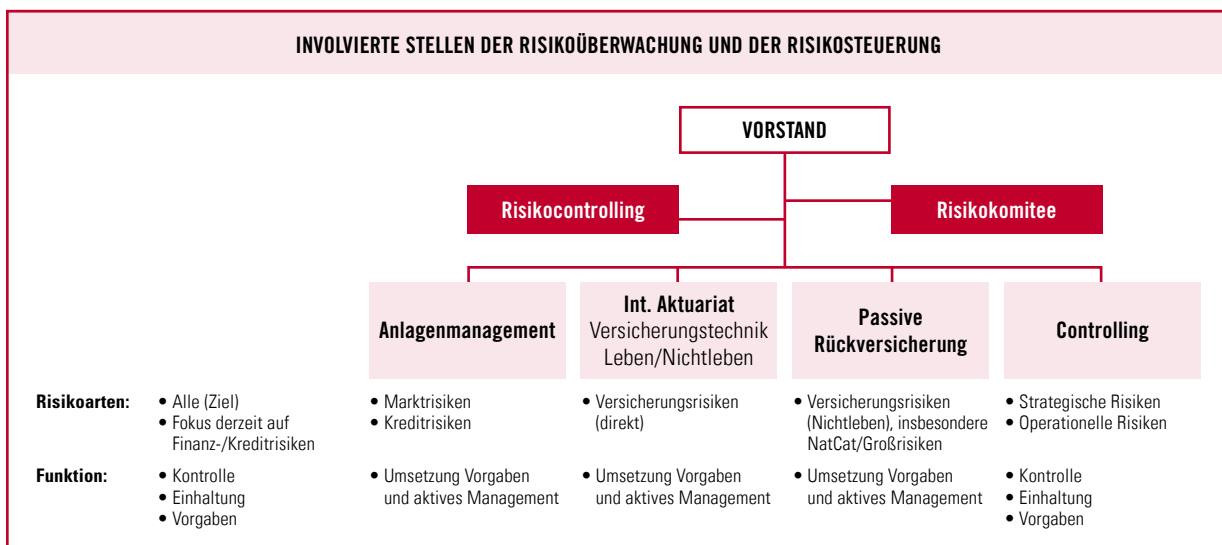 INVOLVIERTE STELLEN DER RISIKOÜBERWACHUNG UND DER RISIKOSTEUERUNG
VORSTAND
Risikocontrolling
Risikokomitee
Anlagenmanagement
Int. Aktuariat
Versicherungstechnik
Leben/Nichtleben
Passive
Rückversicherung
Controlling
Risikoarten:
• Alle (Ziel)
• Fokus derzeit auf
Finanz-/Kreditrisiken
• Marktrisiken
• Kreditrisiken
• Versicherungsrisiken
(direkt)
• Versicherungsrisiken
(Nichtleben), insbesondere
NatCat/Großrisiken
• Strategische Risiken
• Operationelle Risiken
Funktion:
• Kontrolle
• Einhaltung
• Vorgaben
• Umsetzung Vorgaben
und aktives Management
• Umsetzung Vorgaben
und aktives Management
• Umsetzung Vorgaben
und aktives Management
• Kontrolle
• Einhaltung
• Vorgaben